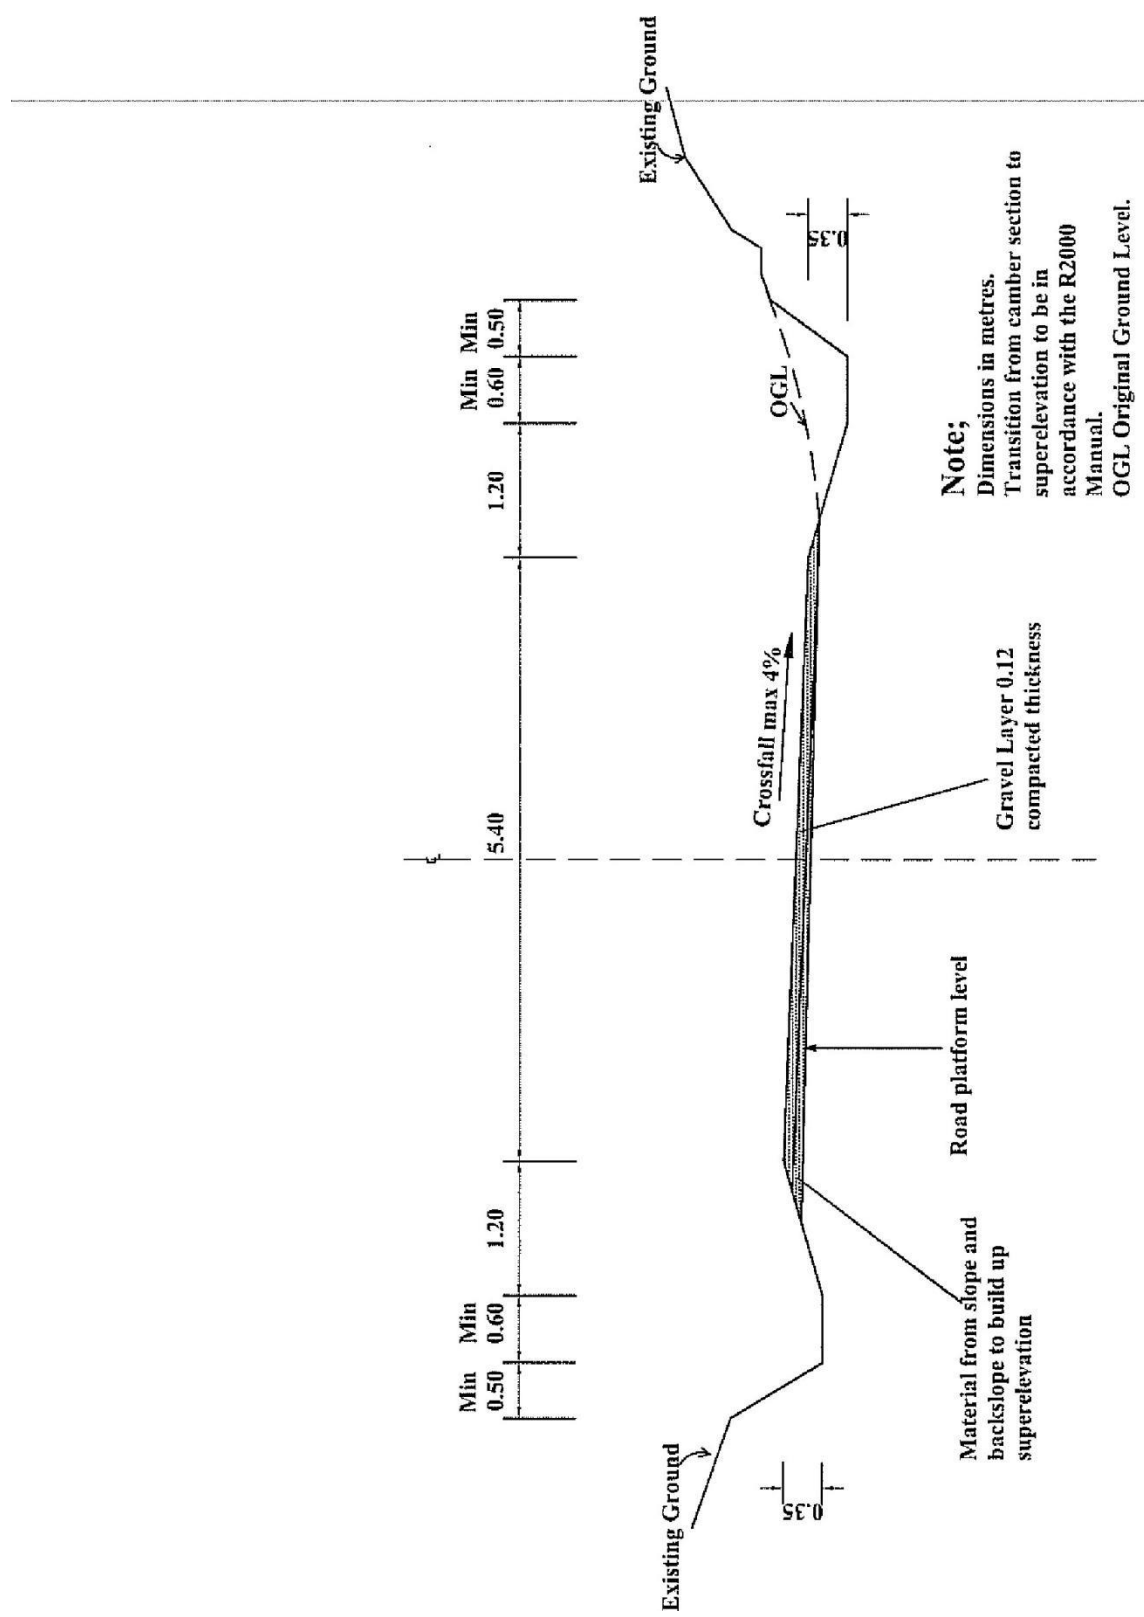 Min
0.50
Min
0.60
1.20
5.40
1.20
Min
0.60
Min
0.50
Existing Ground
Existing Ground
OGL
Crossfall max 4%
0.35
0.35
Material from slope and
backslope to build up
superelevation
Road platform level
Gravel Layer 0.12
compacted thickness
Note;
Dimensions in metres.
Transition from camber section to
superelevation to be in
accordance with the R2000
Manual.
OGL Original Ground Level.